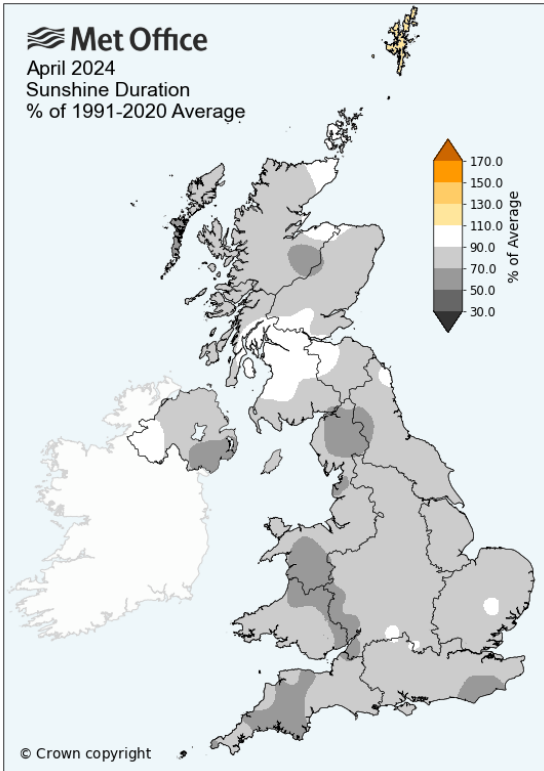 Met Office
April 2024
Sunshine Duration
% of 1991-2020 Average
170.0
150.0
130.0
110.0
90.0
70.0
50.0
30.0
% of Average
© Crown copyright